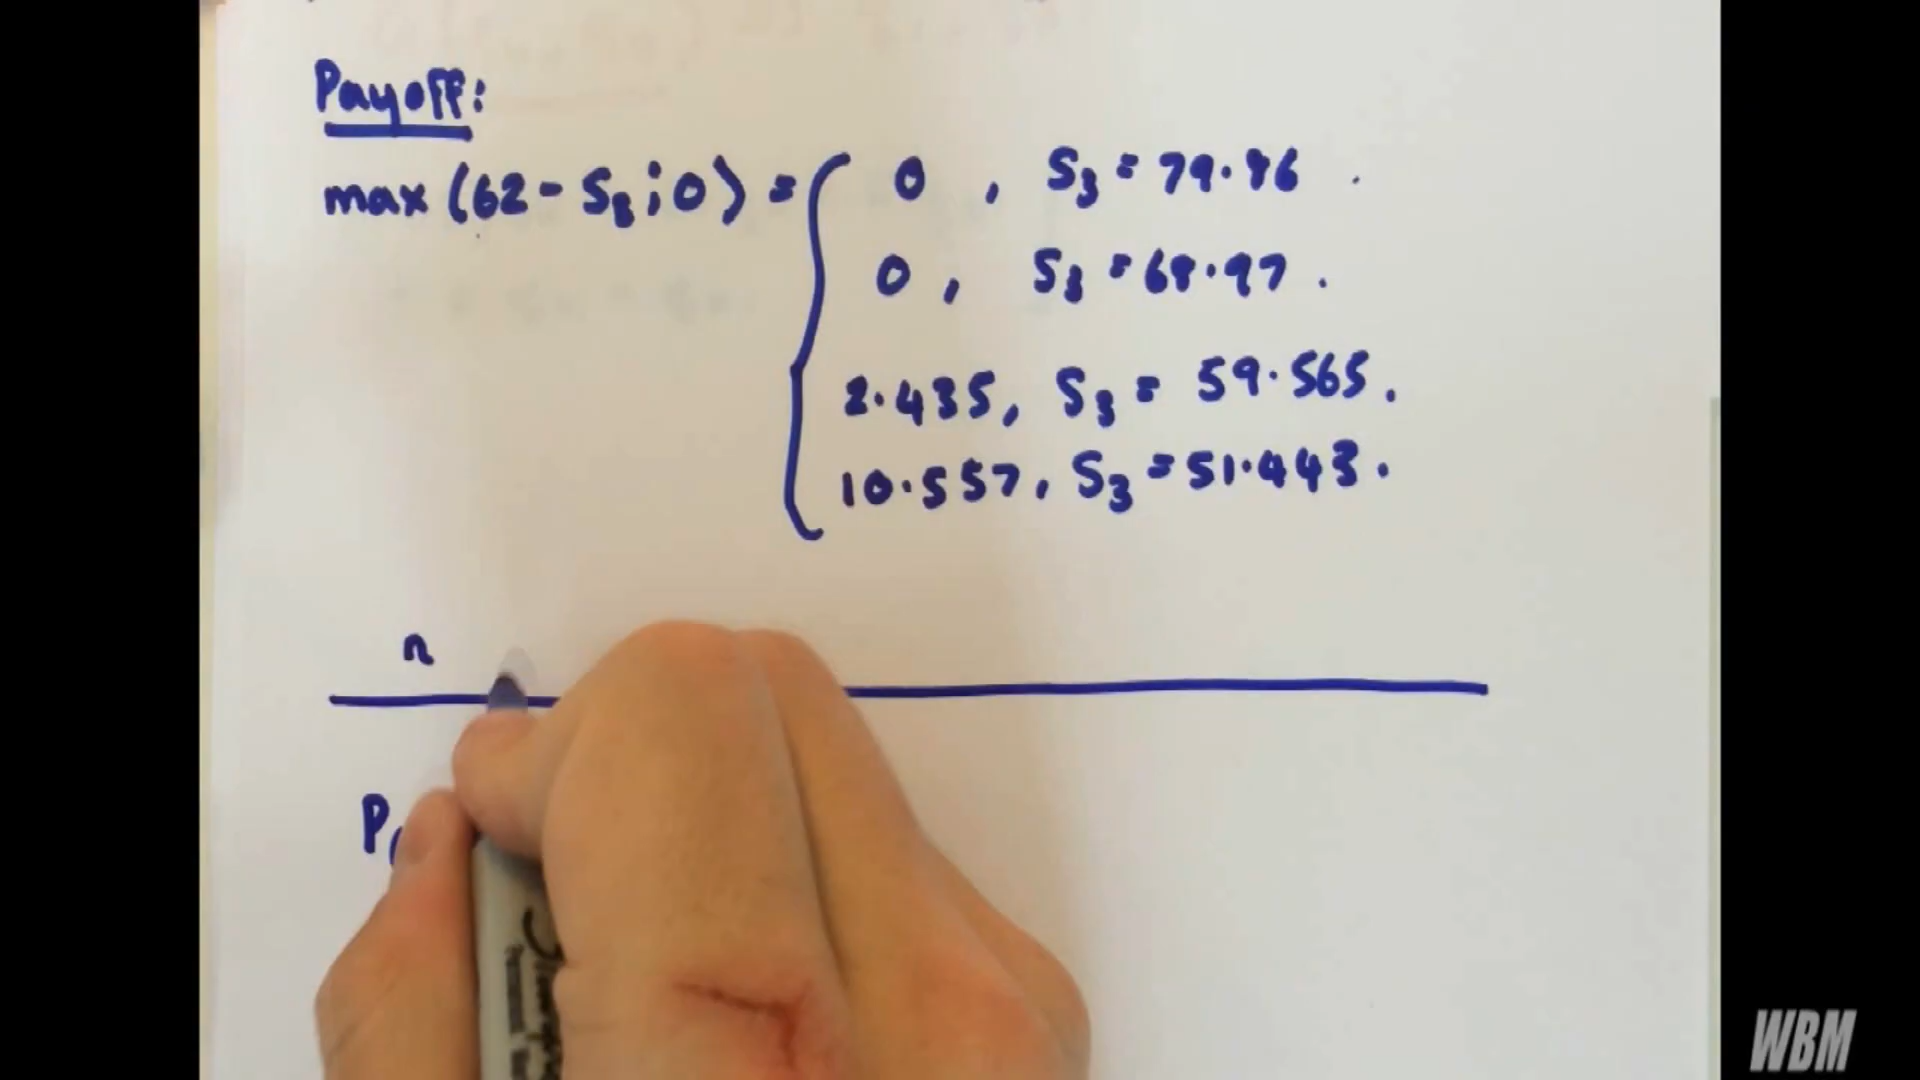 Payoff:
max (62 - S3 ; 0) = 0 , S3 = 79.86 .
0 , S3 = 68.97 .
2.435, S3 = 59.565 .
10.557, S3 = 51.443 .
n
P(
WBM